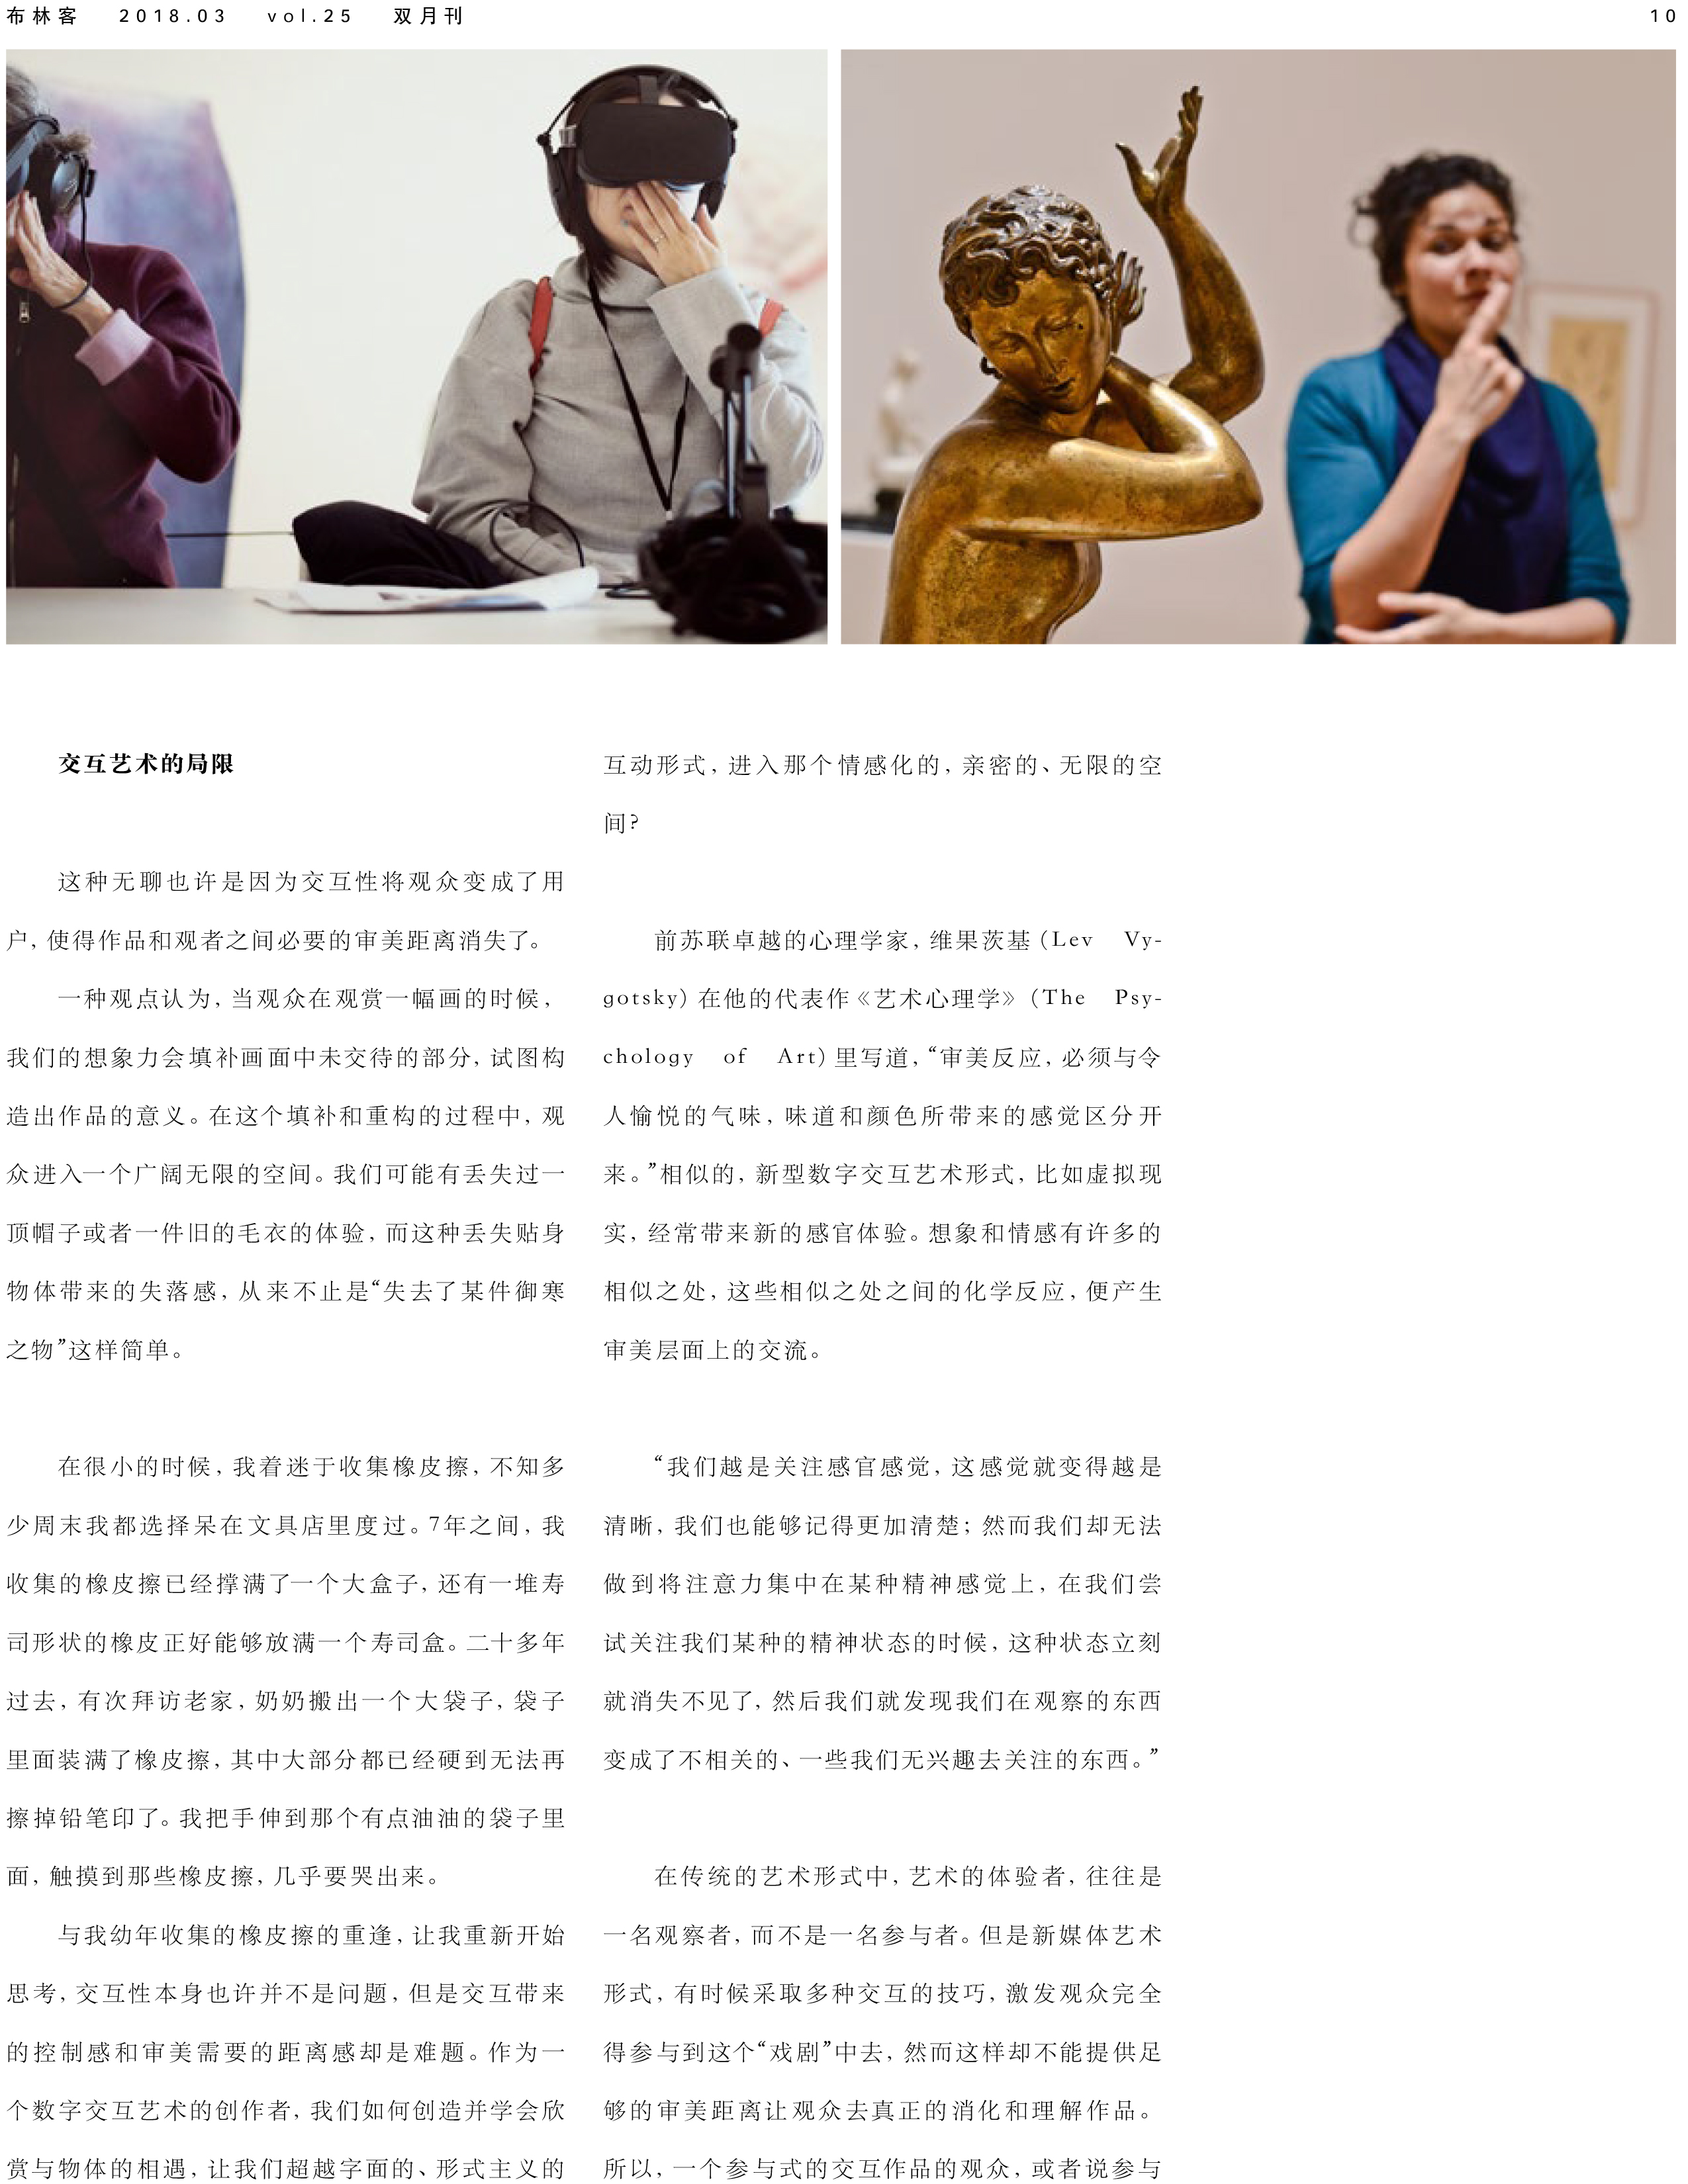 布林客 2018.03 vol.25 双月刊
10
交互艺术的局限
这种无聊也许是因为交互性将观众变成了用
户，使得作品和观者之间必要的审美距离消失了。
一种观点认为，当观众在观赏一幅画的时候，
我们的想象力会填补画面中未交待的部分，试图构
造出作品的意义。在这个填补和重构的过程中，观
众进入一个广阔无限的空间。我们可能有丢失过一
顶帽子或者一件旧的毛衣的体验，而这种丢失贴身
物体带来的失落感，从来不止是“失去了某件御寒
之物”这样简单。
在很小的时候，我着迷于收集橡皮擦，不知多
少周末我都选择呆在文具店里度过。7年之间，我
收集的橡皮擦已经撑满了一个大盒子，还有一堆寿
司形状的橡皮正好能够放满一个寿司盒。二十多年
过去，有次拜访老家，奶奶搬出一个大袋子，袋子
里面装满了橡皮擦，其中大部分都已经硬到无法再
擦掉铅笔印了。我把手伸到那个有点油油的袋子里
面，触摸到那些橡皮擦，几乎要哭出来。
与我幼年收集的橡皮擦的重逢，让我重新开始
思考，交互性本身也许并不是问题，但是交互带来
的控制感和审美需要的距离感却是难题。作为一
个数字交互艺术的创作者，我们如何创造并学会欣
赏与物体的相遇，让我们超越字面的、形式主义的
互动形式，进入那个情感化的，亲密的、无限的空
间？
前苏联卓越的心理学家，维果茨基（Lev Vy-
gotsky）在他的代表作《艺术心理学》（The Psy-
chology of Art）里写道，“审美反应，必须与令
人愉悦的气味，味道和颜色所带来的感觉区分开
来。”相似的，新型数字交互艺术形式，比如虚拟现
实，经常带来新的感官体验。想象和情感有许多的
相似之处，这些相似之处之间的化学反应，便产生
审美层面上的交流。
“我们越是关注感官感觉，这感觉就变得越是
清晰，我们也能够记得更加清楚；然而我们却无法
做到将注意力集中在某种精神感觉上，在我们尝
试关注我们某种的精神状态的时候，这种状态立刻
就消失不见了，然后我们就发现我们在观察的东西
变成了不相关的、一些我们无兴趣去关注的东西。”
在传统的艺术形式中，艺术的体验者，往往是
一名观察者，而不是一名参与者。但是新媒体艺术
形式，有时候采取多种交互的技巧，激发观众完全
得参与到这个“戏剧”中去，然而这样却不能提供足
够的审美距离让观众去真正的消化和理解作品。
所以，一个参与式的交互作品的观众，或者说参与